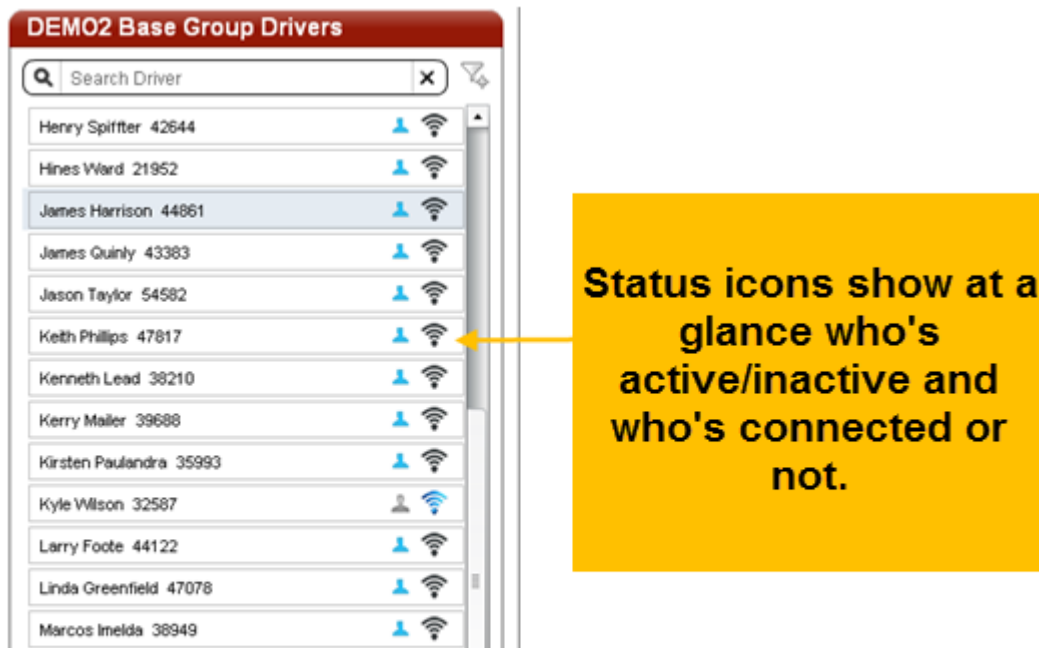 DEMO2 Base Group Drivers
Search Driver
Henry Spiffter 42644
Hines Ward 21952
James Harrison 44861
James Quinly 43383
Jason Taylor 54582
Keith Phillips 47817
Kenneth Lead 38210
Kerry Mailer 39688
Kirsten Paulandra 35993
Kyle Wilson 32587
Larry Foote 44122
Linda Greenfield 47078
Marcos Imelda 38949
Status icons show at a
glance who's
active/inactive and
who's connected or
not.